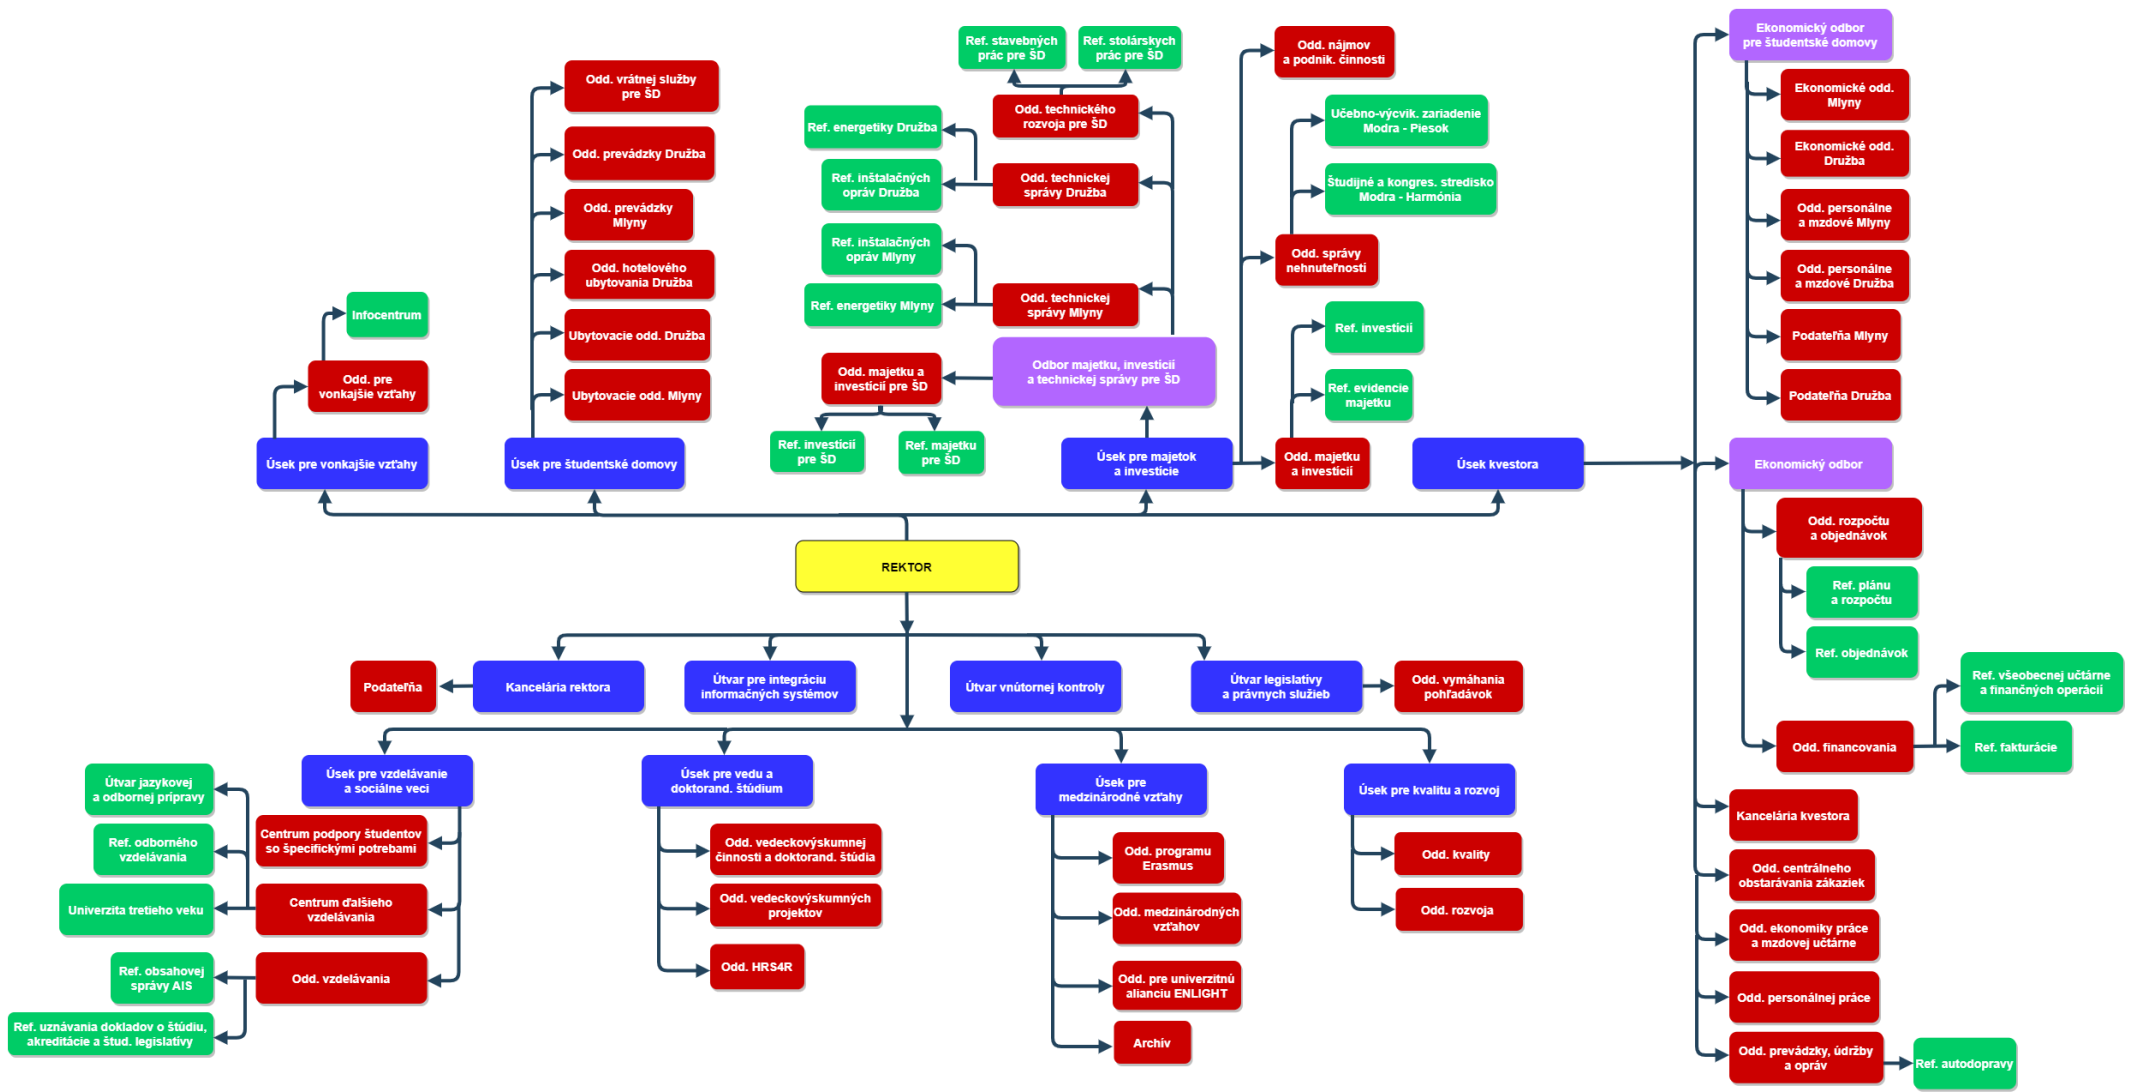 Ekonomický odbor
pre študentské domovy
Ref. stavebných
prác pre ŠD
Ref. stolárskych
prác pre ŠD
Odd. nájmov
a podnik. činnosti
Odd. vrátnej služby
pre ŠD
Ekonomické odd.
Mlyny
Odd. technického
rozvoja pre ŠD
Učebno-výcvik. zariadenie
Modra - Piesok
Ref. energetiky Družba
Odd. prevádzky Družba
Ekonomické odd.
Družba
Ref. inštalačných
opráv Družba
Odd. technickej
správy Družba
Študijné a kongres. stredisko
Modra - Harmónia
Odd. prevádzky
Mlyny
Odd. personálne
a mzdové Mlyny
Ref. inštalačných
opráv Mlyny
Odd. správy
nehnuteľností
Odd. hotelového
ubytovania Družba
Odd. personálne
a mzdové Družba
Ref. energetiky Mlyny
Odd. technickej
správy Mlyny
Infocentrum
Ref. investícií
Ubytovacie odd. Družba
Podateľňa Mlyny
Odd. pre
vonkajšie vzťahy
Odd. majetku a
investícií pre ŠD
Odbor majetku, investícií
a technickej správy pre ŠD
Ref. evidencie
majetku
Ubytovacie odd. Mlyny
Podateľňa Družba
Ref. investícií
pre ŠD
Ref. majetku
pre ŠD
Úsek pre vonkajšie vzťahy
Úsek pre študentské domovy
Úsek pre majetok
a investície
Odd. majetku
a investícií
Úsek kvestora
Ekonomický odbor
Odd. rozpočtu
a objednávok
REKTOR
Ref. plánu
a rozpočtu
Ref. objednávok
Podateľňa
Kancelária rektora
Útvar pre integráciu
informačných systémov
Útvar vnútornej kontroly
Útvar legislatívy
a právnych služieb
Odd. vymáhania
pohľadávok
Ref. všeobecnej učtárne
a finančných operácií
Odd. financovania
Ref. fakturácie
Úsek pre vzdelávanie
a sociálne veci
Úsek pre vedu a
doktorand. štúdium
Úsek pre
medzinárodné vzťahy
Úsek pre kvalitu a rozvoj
Útvar jazykovej
a odbornej prípravy
Kancelária kvestora
Centrum podpory študentov
so špecifickými potrebami
Ref. odborného
vzdelávania
Odd. vedeckovýskumnej
činnosti a doktorand. štúdia
Odd. programu
Erasmus
Odd. kvality
Odd. centrálneho
obstarávania zákaziek
Univerzita tretieho veku
Centrum ďalšieho
vzdelávania
Odd. vedeckovýskumných
projektov
Odd. medzinárodných
vzťahov
Odd. rozvoja
Odd. ekonomiky práce
a mzdovej učtárne
Ref. obsahovej
správy AIS
Odd. vzdelávania
Odd. HRS4R
Odd. pre univerzitnú
alianciu ENLIGHT
Odd. personálnej práce
Ref. uznávania dokladov o štúdiu,
akreditácie a štud. legislatívy
Archív
Odd. prevádzky, údržby
a opráv
Ref. autodopravy